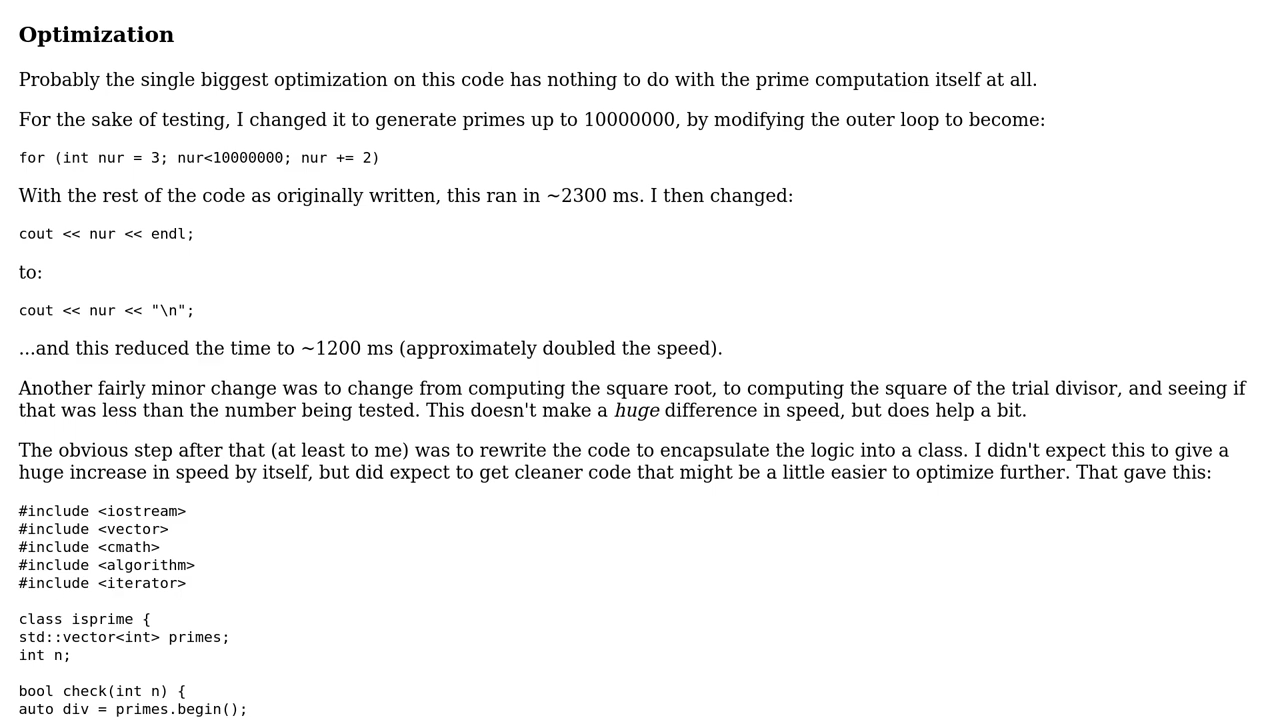 Optimization
Probably the single biggest optimization on this code has nothing to do with the prime computation itself at all.
For the sake of testing, I changed it to generate primes up to 10000000, by modifying the outer loop to become:
for (int nur = 3; nur<10000000; nur += 2)
With the rest of the code as originally written, this ran in ~2300 ms. I then changed:
cout << nur << endl;
to:
cout << nur << "\n";
...and this reduced the time to ~1200 ms (approximately doubled the speed).
Another fairly minor change was to change from computing the square root, to computing the square of the trial divisor, and seeing if
that was less than the number being tested. This doesn't make a huge difference in speed, but does help a bit.
The obvious step after that (at least to me) was to rewrite the code to encapsulate the logic into a class. I didn't expect this to give a
huge increase in speed by itself, but did expect to get cleaner code that might be a little easier to optimize further. That gave this:
#include <iostream>
#include <vector>
#include <cmath>
#include <algorithm>
#include <iterator>
class isprime {
std::vector<int> primes;
int n;
bool check(int n) {
auto div = primes.begin();